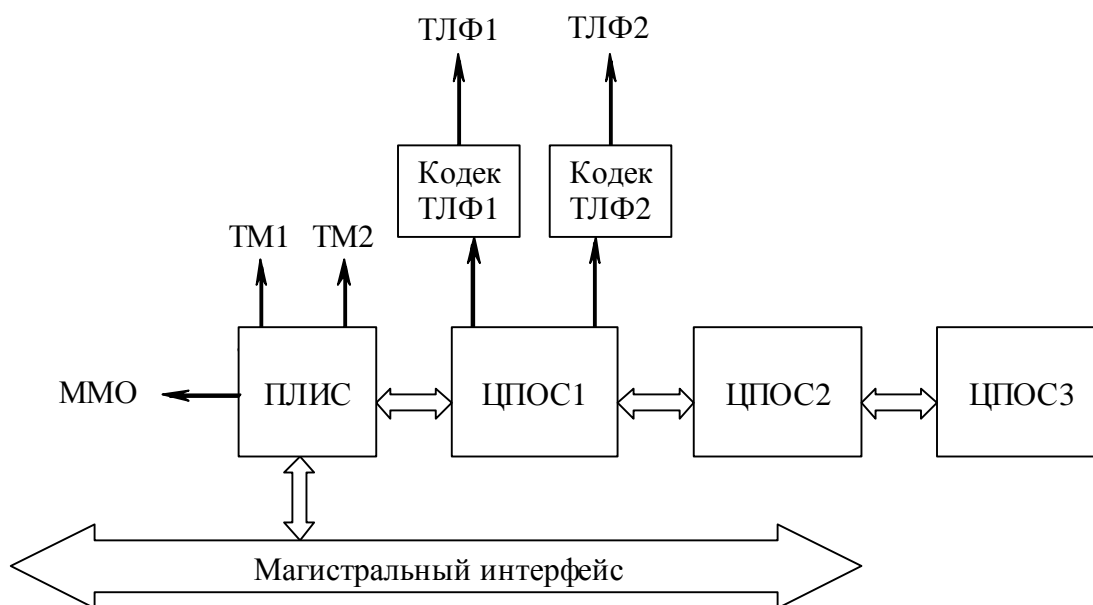 ТЛФ1
ТЛФ2
Кодек
ТЛФ1
Кодек
ТЛФ2
ТМ1
ТМ2
ММО
ПЛИС
ЦПОС1
ЦПОС2
ЦПОС3
Магистральный интерфейс